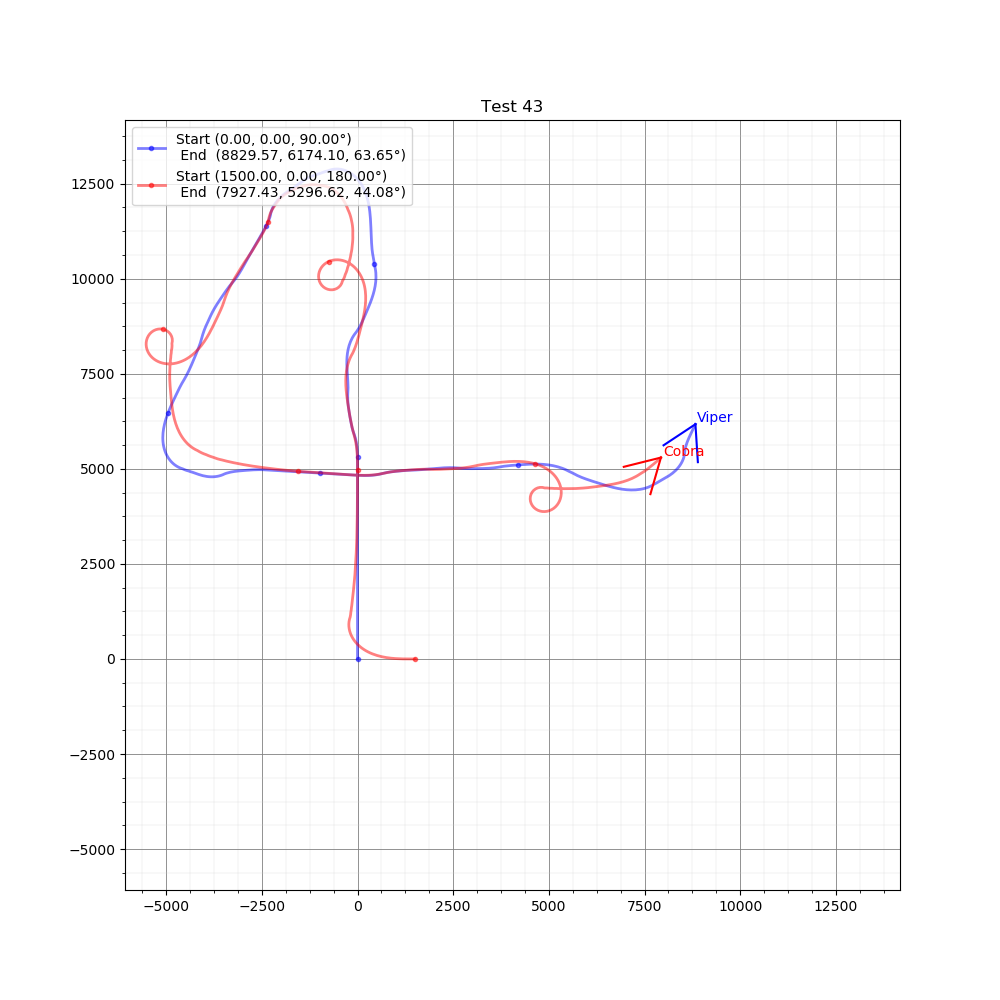 Test 43
Start (0.00, 0.00, 90.00°)
End  (8829.57, 6174.10, 63.65°)
Start (1500.00, 0.00, 180.00°)
End  (7927.43, 5296.62, 44.08°)
12500
10000
7500
5000
2500
0
−2500
−5000
Viper
Cobra
−5000 −2500 0 2500 5000 7500 10000 12500